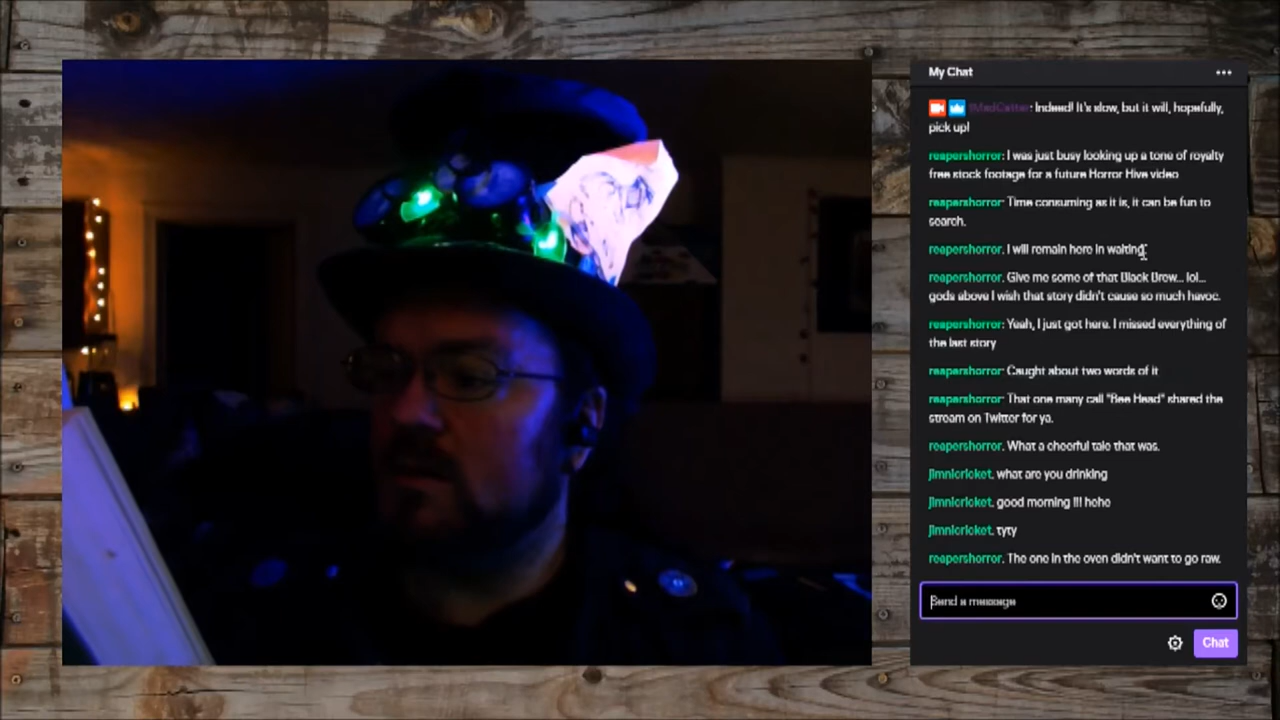 My Chat
: Indeed! It's slow, but it will, hopefully,
pick up!
reapershorror: I was just busy looking up a tone of royalty
free stock footage for a future Horror Hive video
reapershorror: Time consuming as it is, it can be fun to
search.
reapershorror: I will remain here in waiting
reapershorror: Give me some of that Black Brew... lol...
gods above I wish that story didn't cause so much havoc.
reapershorror: Yeah, I just got here. I missed everything of
the last story
reapershorror: Caught about two words of it
reapershorror: That one many call "Bee Head" shared the
stream on Twitter for ya.
reapershorror: What a cheerful tale that was.
jimnicricket: what are you drinking
jimnicricket: good morning !!! hehe
jimnicricket: tyty
reapershorror: The one in the oven didn't want to go raw.
Send a message
Chat